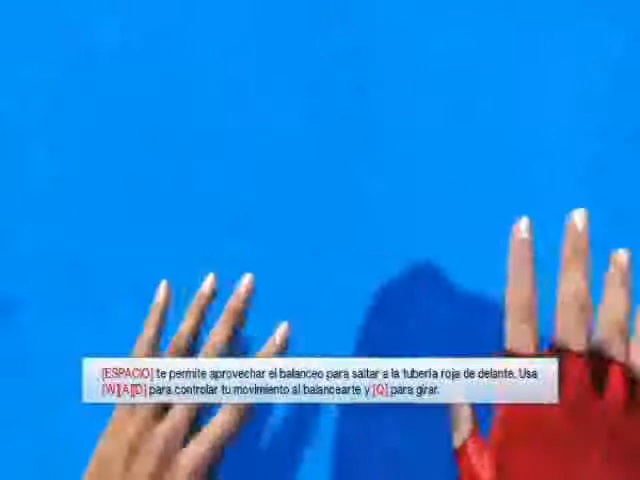 [ESPACIO] te permite aprovechar el balanceo para saltar a la tubería roja de delante. Usa
[W][A][D] para controlar tu movimiento al balancearte y [Q] para girar.